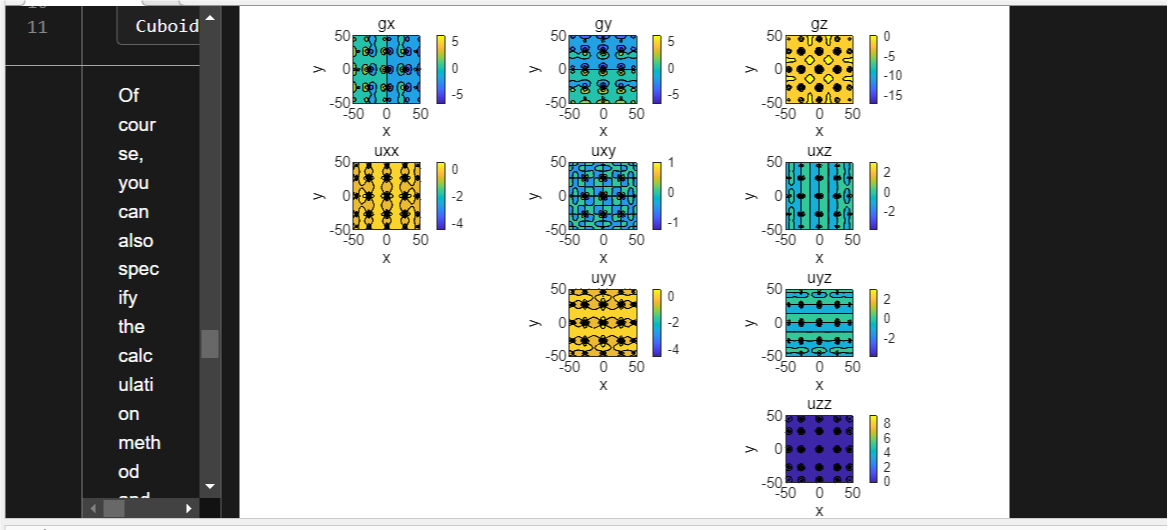 11 Cuboid
Of
cour
se,
you
can
also
spec
ify
the
calc
ulati
on
meth
od
gx
50
0
-50
y
-50 0 50
x
5
0
-5
gy
50
0
-50
y
-50 0 50
x
5
0
-5
gz
50
0
-50
y
-50 0 50
x
0
-5
-10
-15
uxx
50
0
-50
y
-50 0 50
x
0
-2
-4
uxy
50
0
-50
y
-50 0 50
x
1
0
-1
uxz
50
0
-50
y
-50 0 50
x
2
0
-2
uyy
50
0
-50
y
-50 0 50
x
0
-2
-4
uyz
50
0
-50
y
-50 0 50
x
2
0
-2
uzz
50
0
-50
y
-50 0 50
x
8
6
4
2
0